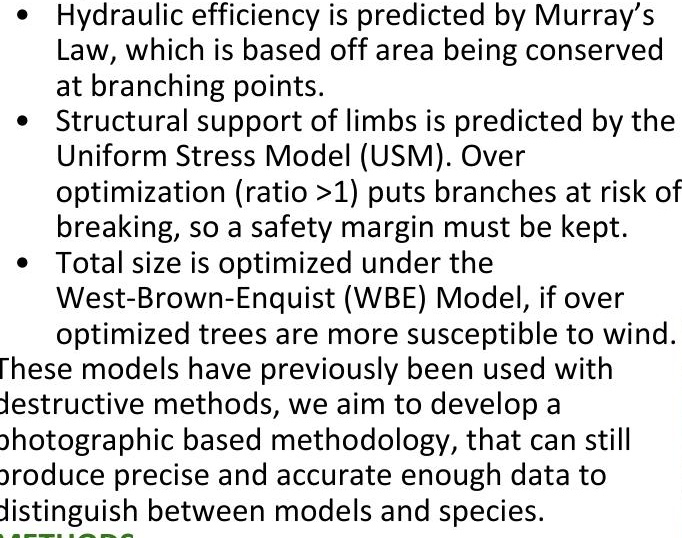 • Hydraulic efficiency is predicted by Murray’s
Law, which is based off area being conserved
at branching points.
• Structural support of limbs is predicted by the
Uniform Stress Model (USM). Over
optimization (ratio >1) puts branches at risk of
breaking, so a safety margin must be kept.
• Total size is optimized under the
West-Brown-Enquist (WBE) Model, if over
optimized trees are more susceptible to wind.
These models have previously been used with
destructive methods, we aim to develop a
photographic based methodology, that can still
produce precise and accurate enough data to
distinguish between models and species.
METHODS